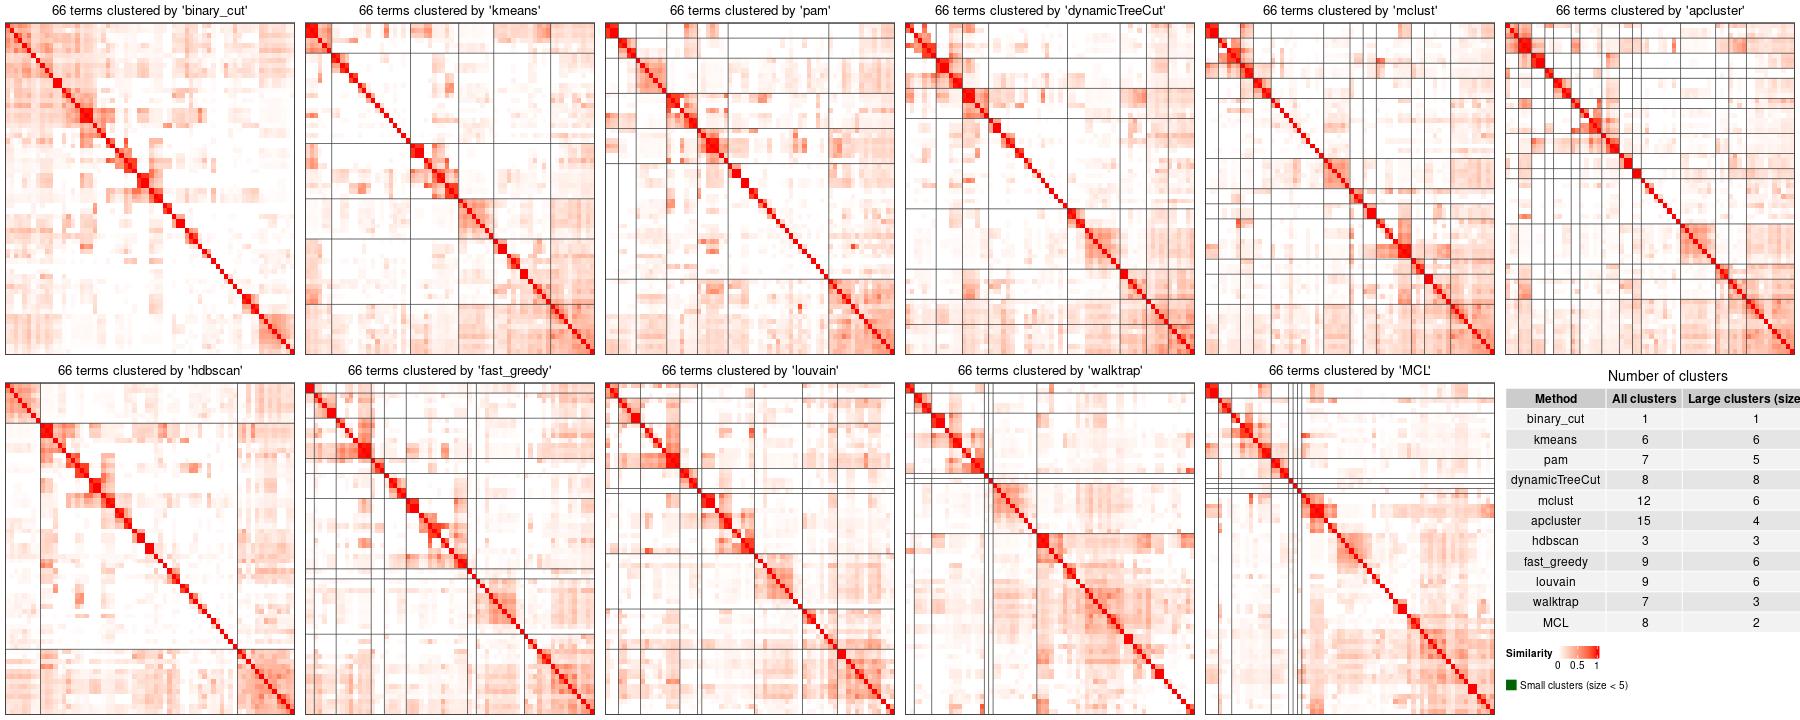 66 terms clustered by 'binary_cut'
66 terms clustered by 'kmeans'
66 terms clustered by 'pam'
66 terms clustered by 'dynamicTreeCut'
66 terms clustered by 'mclust'
66 terms clustered by 'apcluster'
66 terms clustered by 'hdbscan'
66 terms clustered by 'fast_greedy'
66 terms clustered by 'louvain'
66 terms clustered by 'walktrap'
66 terms clustered by 'MCL'
Number of clusters
Method All clusters Large clusters (size
binary_cut 1 1
kmeans 6 6
pam 7 5
dynamicTreeCut 8 8
mclust 12 6
apcluster 15 4
hdbscan 3 3
fast_greedy 9 6
louvain 9 6
walktrap 7 3
MCL 8 2
Similarity
0 0.5 1
Small clusters (size < 5)